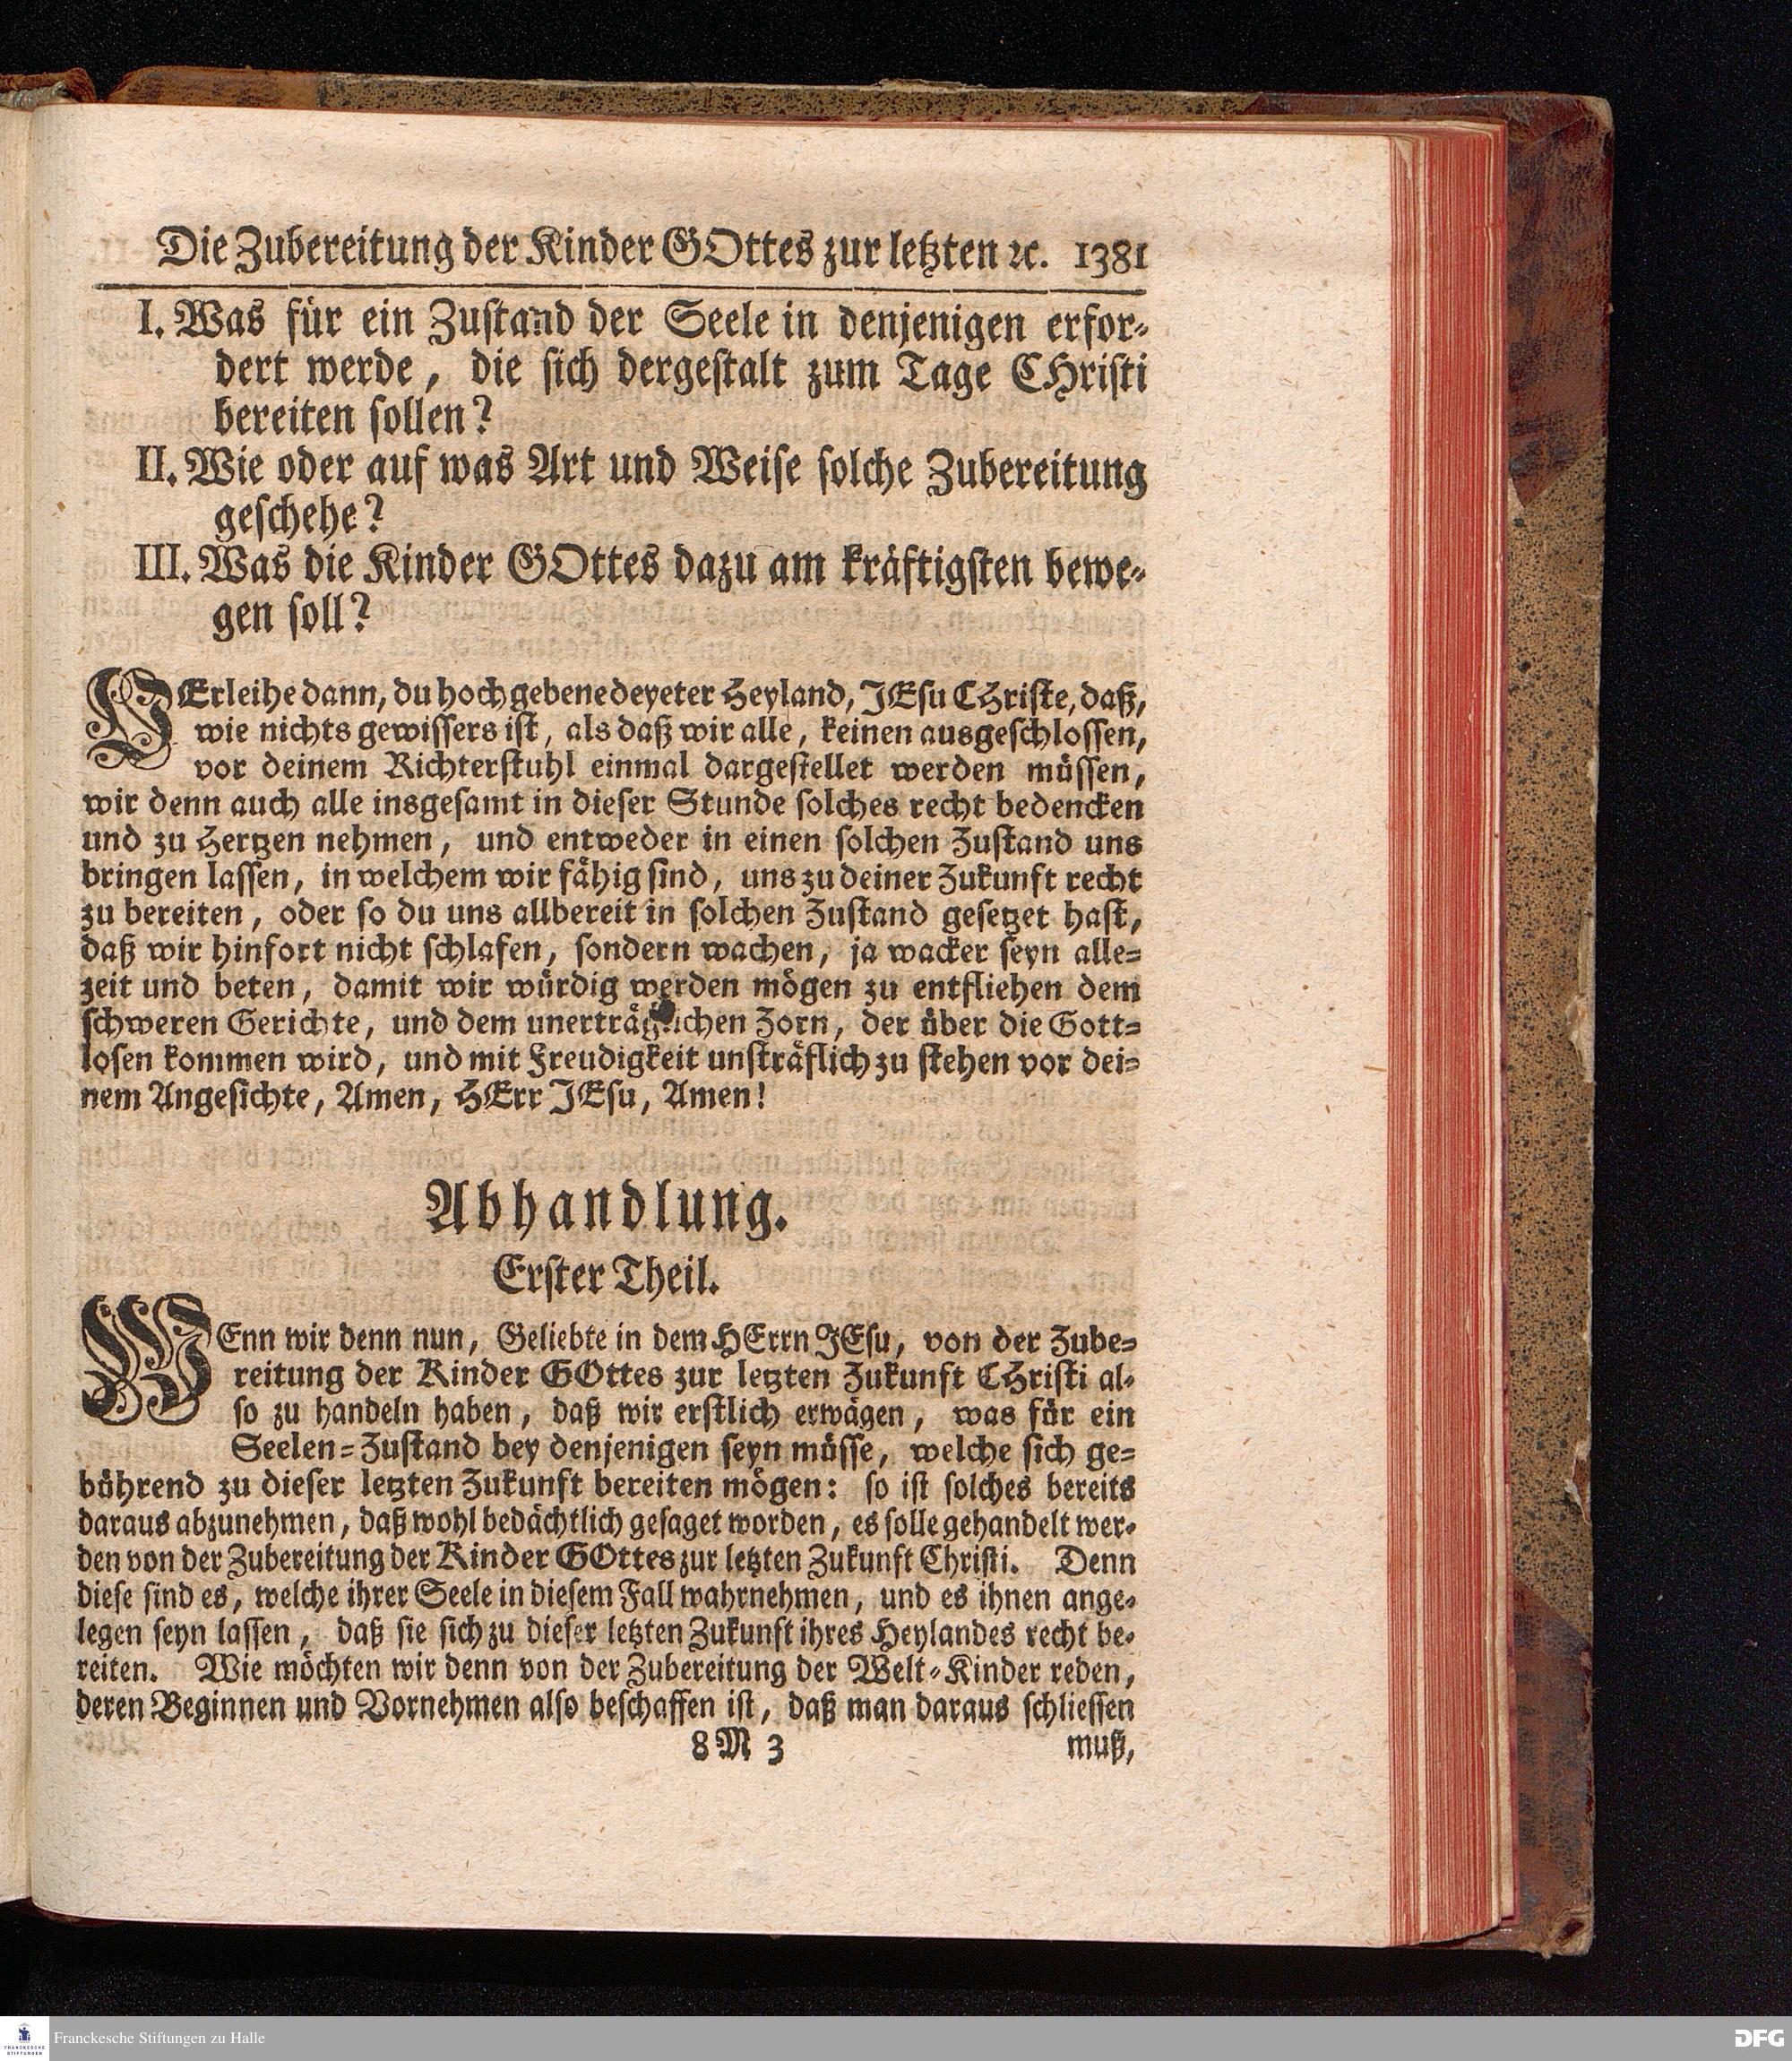 Die Zubereitung der Kinder GOttes zur letzten ꝛc. 1381
I. Was für ein Zustand der Seele in denjenigen erfor-
dert werde, die sich dergestalt zum Tage CHristi
bereiten sollen?
II. Wie oder auf was Art und Weise solche Zubereitung
geschehe?
III. Was die Kinder GOttes dazu am kräftigsten bewe-
gen soll?
VErleihe dann, du hochgebenedeyeter Heyland, JEsu CHriste, daß,
wie nichts gewissers ist, als daß wir alle, keinen ausgeschlossen,
vor deinem Richterstuhl einmal dargestellet werden müssen,
wir denn auch alle insgesamt in dieser Stunde solches recht bedencken
und zu Hertzen nehmen, und entweder in einen solchen Zustand uns
bringen lassen, in welchem wir fähig sind, uns zu deiner Zukunft recht
zu bereiten, oder so du uns allbereit in solchen Zustand gesetzet hast,
daß wir hinfort nicht schlafen, sondern wachen, ja wacker seyn alle-
zeit und beten, damit wir würdig werden mögen zu entfliehen dem
schweren Gerichte, und dem unerträglichen Zorn, der über die Gott-
losen kommen wird, und mit Freudigkeit unsträflich zu stehen vor dei-
nem Angesichte, Amen, HErr JEsu, Amen!
Abhandlung.
Erster Theil.
WEnn wir denn nun, Geliebte in dem HErrn JEsu, von der Zube-
reitung der Kinder GOttes zur letzten Zukunft CHristi al-
so zu handeln haben, daß wir erstlich erwägen, was für ein
Seelen-Zustand bey denjenigen seyn müsse, welche sich ge-
bührend zu dieser letzten Zukunft bereiten mögen: so ist solches bereits
daraus abzunehmen, daß wohl bedächtlich gesaget worden, es solle gehandelt wer-
den von der Zubereitung der Kinder GOttes zur letzten Zukunft Christi. Denn
diese sind es, welche ihrer Seele in diesem Fall wahrnehmen, und es ihnen ange-
legen seyn lassen, daß sie sich zu dieser letzten Zukunft ihres Heylandes recht be-
reiten. Wie möchten wir denn von der Zubereitung der Welt-Kinder reden,
deren Beginnen und Vornehmen also beschaffen ist, daß man daraus schliessen
8 M 3 muß,
FRANCKESCHE
STIFTUNGEN
Franckesche Stiftungen zu Halle
DFG